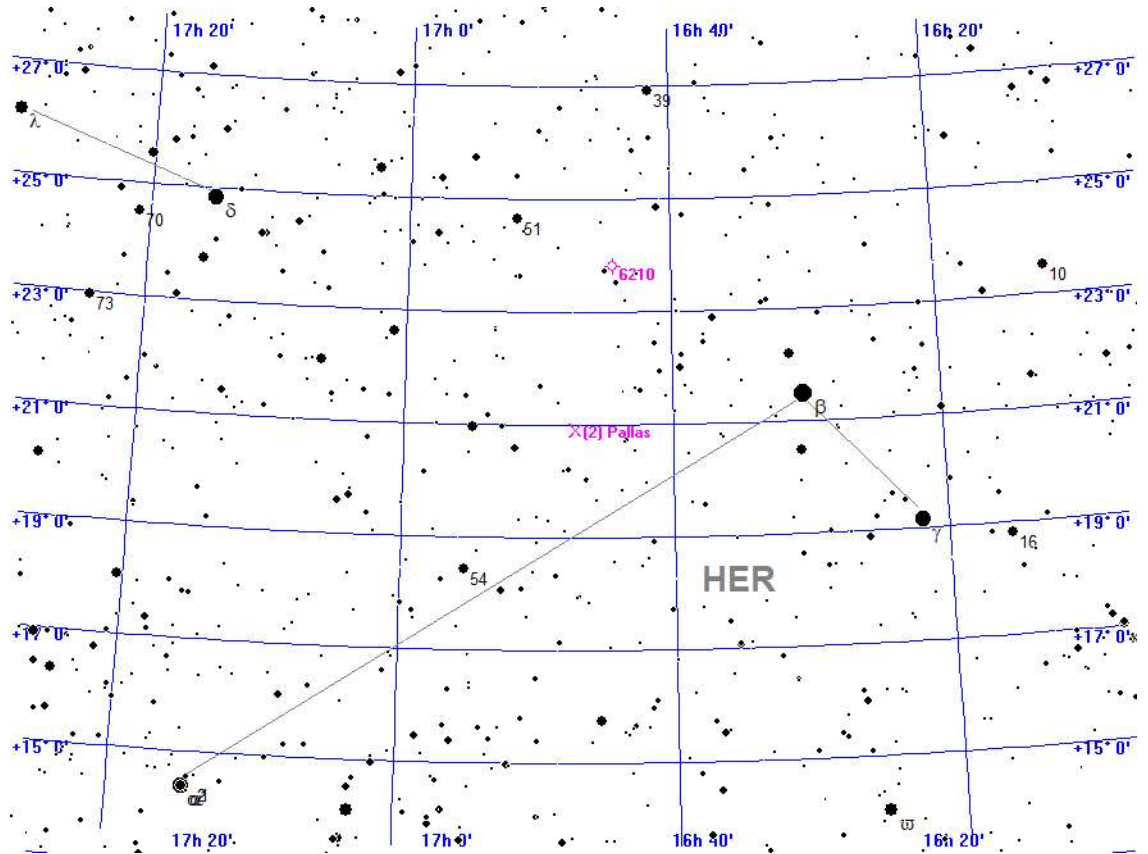 17h 20' 17h 0' 16h 40' 16h 20'
+27° 0' +27° 0'
39
λ
+25° 0' +25° 0'
70 δ 51
6210 10
+23° 0' 73 +23° 0'
+21° 0' β +21° 0'
(2) Pallas
+19° 0' γ 16 +19° 0'
54 HER
+17° 0' +17° 0'
+15° 0' +15° 0'
ϖ
17h 20' 17h 0' 16h 40' 16h 20'